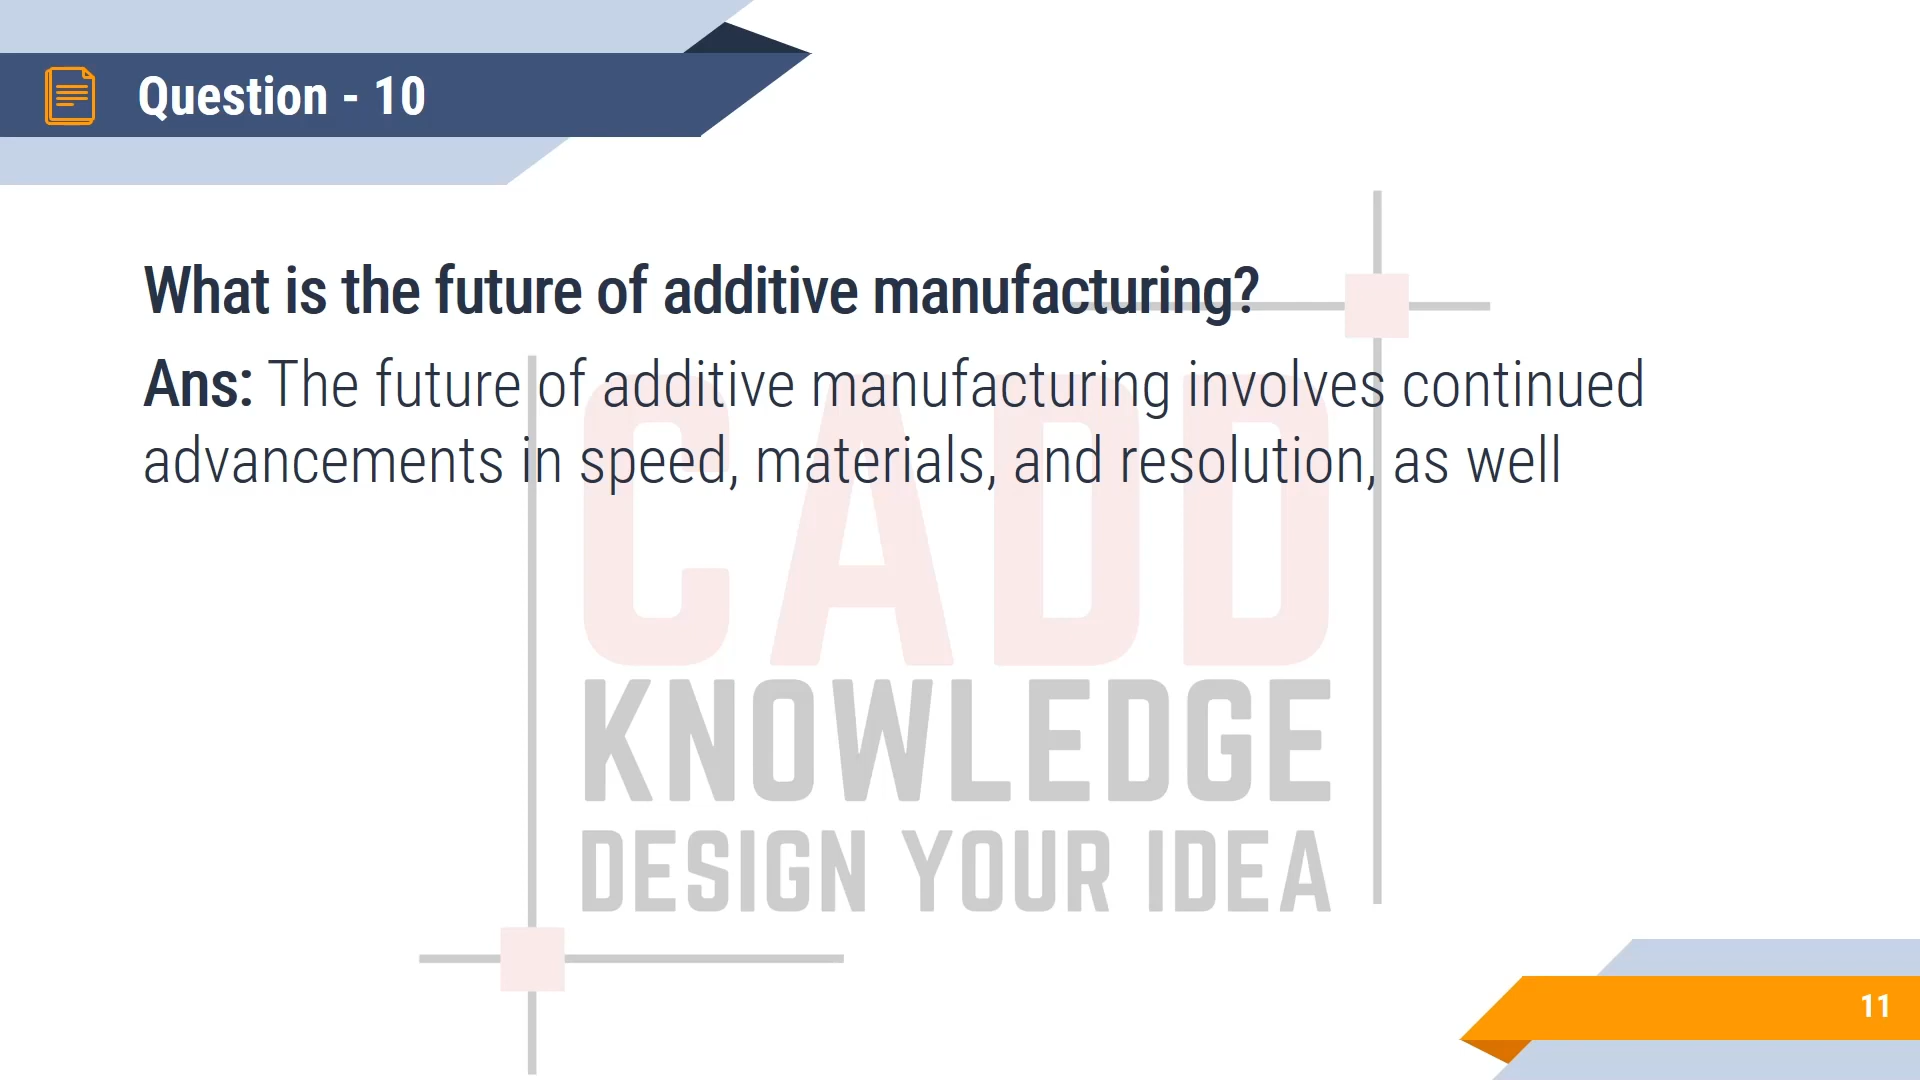 Question - 10
What is the future of additive manufacturing?
Ans: The future of additive manufacturing involves continued
advancements in speed, materials, and resolution, as well
CADD
KNOWLEDGE
DESIGN YOUR IDEA
11